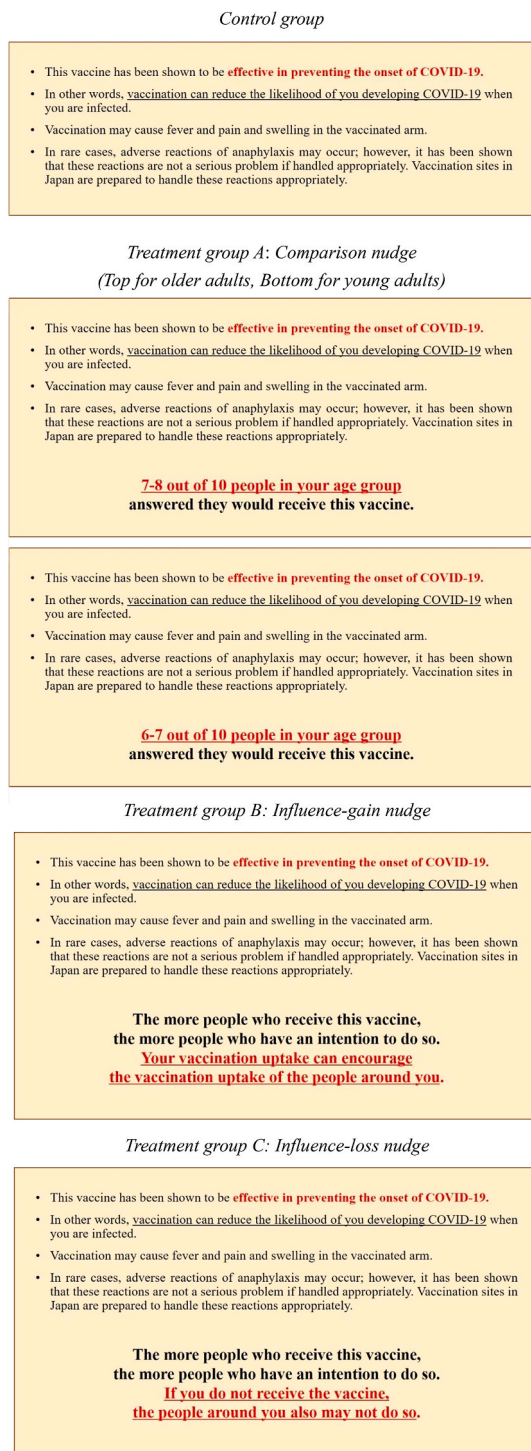 Control group
• This vaccine has been shown to be effective in preventing the onset of COVID-19.
• In other words, vaccination can reduce the likelihood of you developing COVID-19 when
you are infected.
• Vaccination may cause fever and pain and swelling in the vaccinated arm.
• In rare cases, adverse reactions of anaphylaxis may occur; however, it has been shown
that these reactions are not a serious problem if handled appropriately. Vaccination sites in
Japan are prepared to handle these reactions appropriately.
Treatment group A: Comparison nudge
(Top for older adults, Bottom for young adults)
• This vaccine has been shown to be effective in preventing the onset of COVID-19.
• In other words, vaccination can reduce the likelihood of you developing COVID-19 when
you are infected.
• Vaccination may cause fever and pain and swelling in the vaccinated arm.
• In rare cases, adverse reactions of anaphylaxis may occur; however, it has been shown
that these reactions are not a serious problem if handled appropriately. Vaccination sites in
Japan are prepared to handle these reactions appropriately.
7-8 out of 10 people in your age group
answered they would receive this vaccine.
• This vaccine has been shown to be effective in preventing the onset of COVID-19.
• In other words, vaccination can reduce the likelihood of you developing COVID-19 when
you are infected.
• Vaccination may cause fever and pain and swelling in the vaccinated arm.
• In rare cases, adverse reactions of anaphylaxis may occur; however, it has been shown
that these reactions are not a serious problem if handled appropriately. Vaccination sites in
Japan are prepared to handle these reactions appropriately.
6-7 out of 10 people in your age group
answered they would receive this vaccine.
Treatment group B: Influence-gain nudge
• This vaccine has been shown to be effective in preventing the onset of COVID-19.
• In other words, vaccination can reduce the likelihood of you developing COVID-19 when
you are infected.
• Vaccination may cause fever and pain and swelling in the vaccinated arm.
• In rare cases, adverse reactions of anaphylaxis may occur; however, it has been shown
that these reactions are not a serious problem if handled appropriately. Vaccination sites in
Japan are prepared to handle these reactions appropriately.
The more people who receive this vaccine,
the more people who have an intention to do so.
Your vaccination uptake can encourage
the vaccination uptake of the people around you.
Treatment group C: Influence-loss nudge
• This vaccine has been shown to be effective in preventing the onset of COVID-19.
• In other words, vaccination can reduce the likelihood of you developing COVID-19 when
you are infected.
• Vaccination may cause fever and pain and swelling in the vaccinated arm.
• In rare cases, adverse reactions of anaphylaxis may occur; however, it has been shown
that these reactions are not a serious problem if handled appropriately. Vaccination sites in
Japan are prepared to handle these reactions appropriately.
The more people who receive this vaccine,
the more people who have an intention to do so.
If you do not receive the vaccine,
the people around you also may not do so.